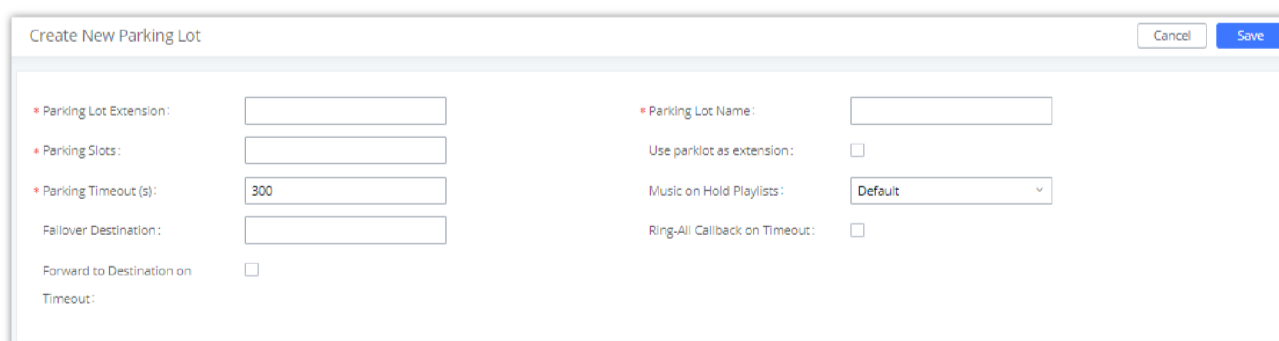 Create New Parking Lot
Cancel
Save
* Parking Lot Extension:
* Parking Lot Name:
* Parking Slots:
Use parklot as extension:
* Parking Timeout (s):
300
Music on Hold Playlists:
Default
Failover Destination:
Ring-All Callback on Timeout:
Forward to Destination on
Timeout: